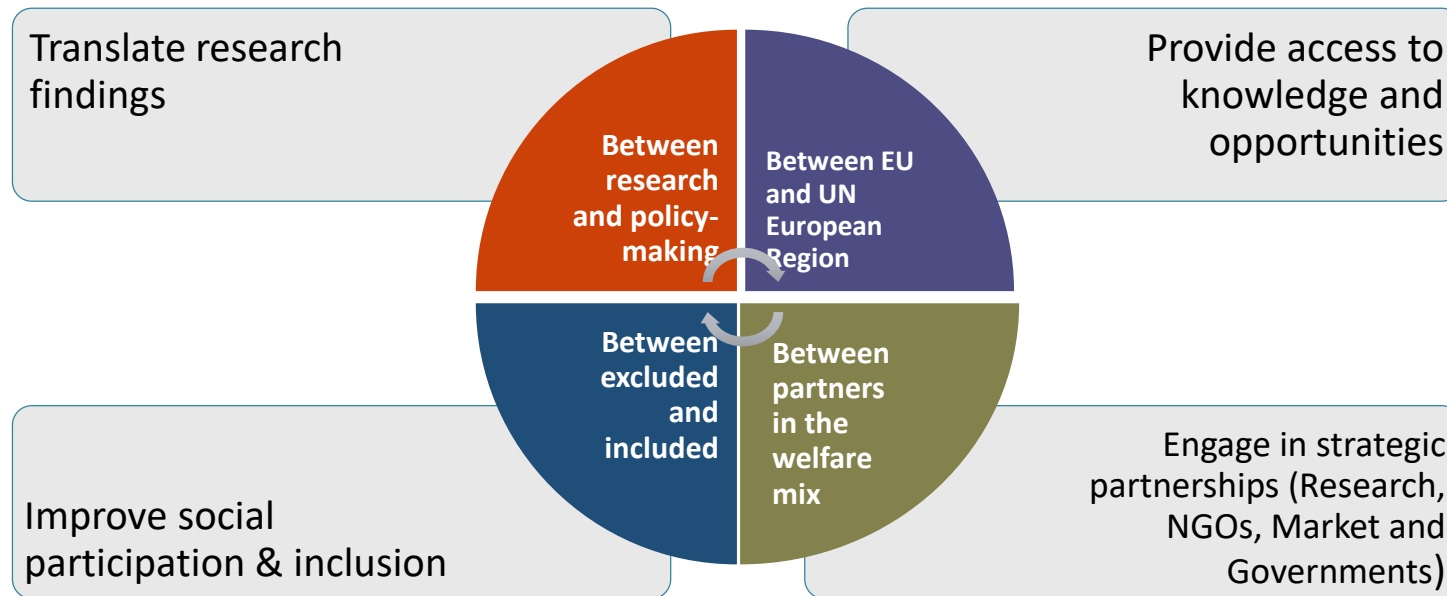 Translate research
findings
Provide access to
knowledge and
opportunities
Between
research
and policy-
making
Between EU
and UN
European
Region
Between
excluded
and
included
Between
partners
in the
welfare
mix
Improve social
participation & inclusion
Engage in strategic
partnerships (Research,
NGOs, Market and
Governments)